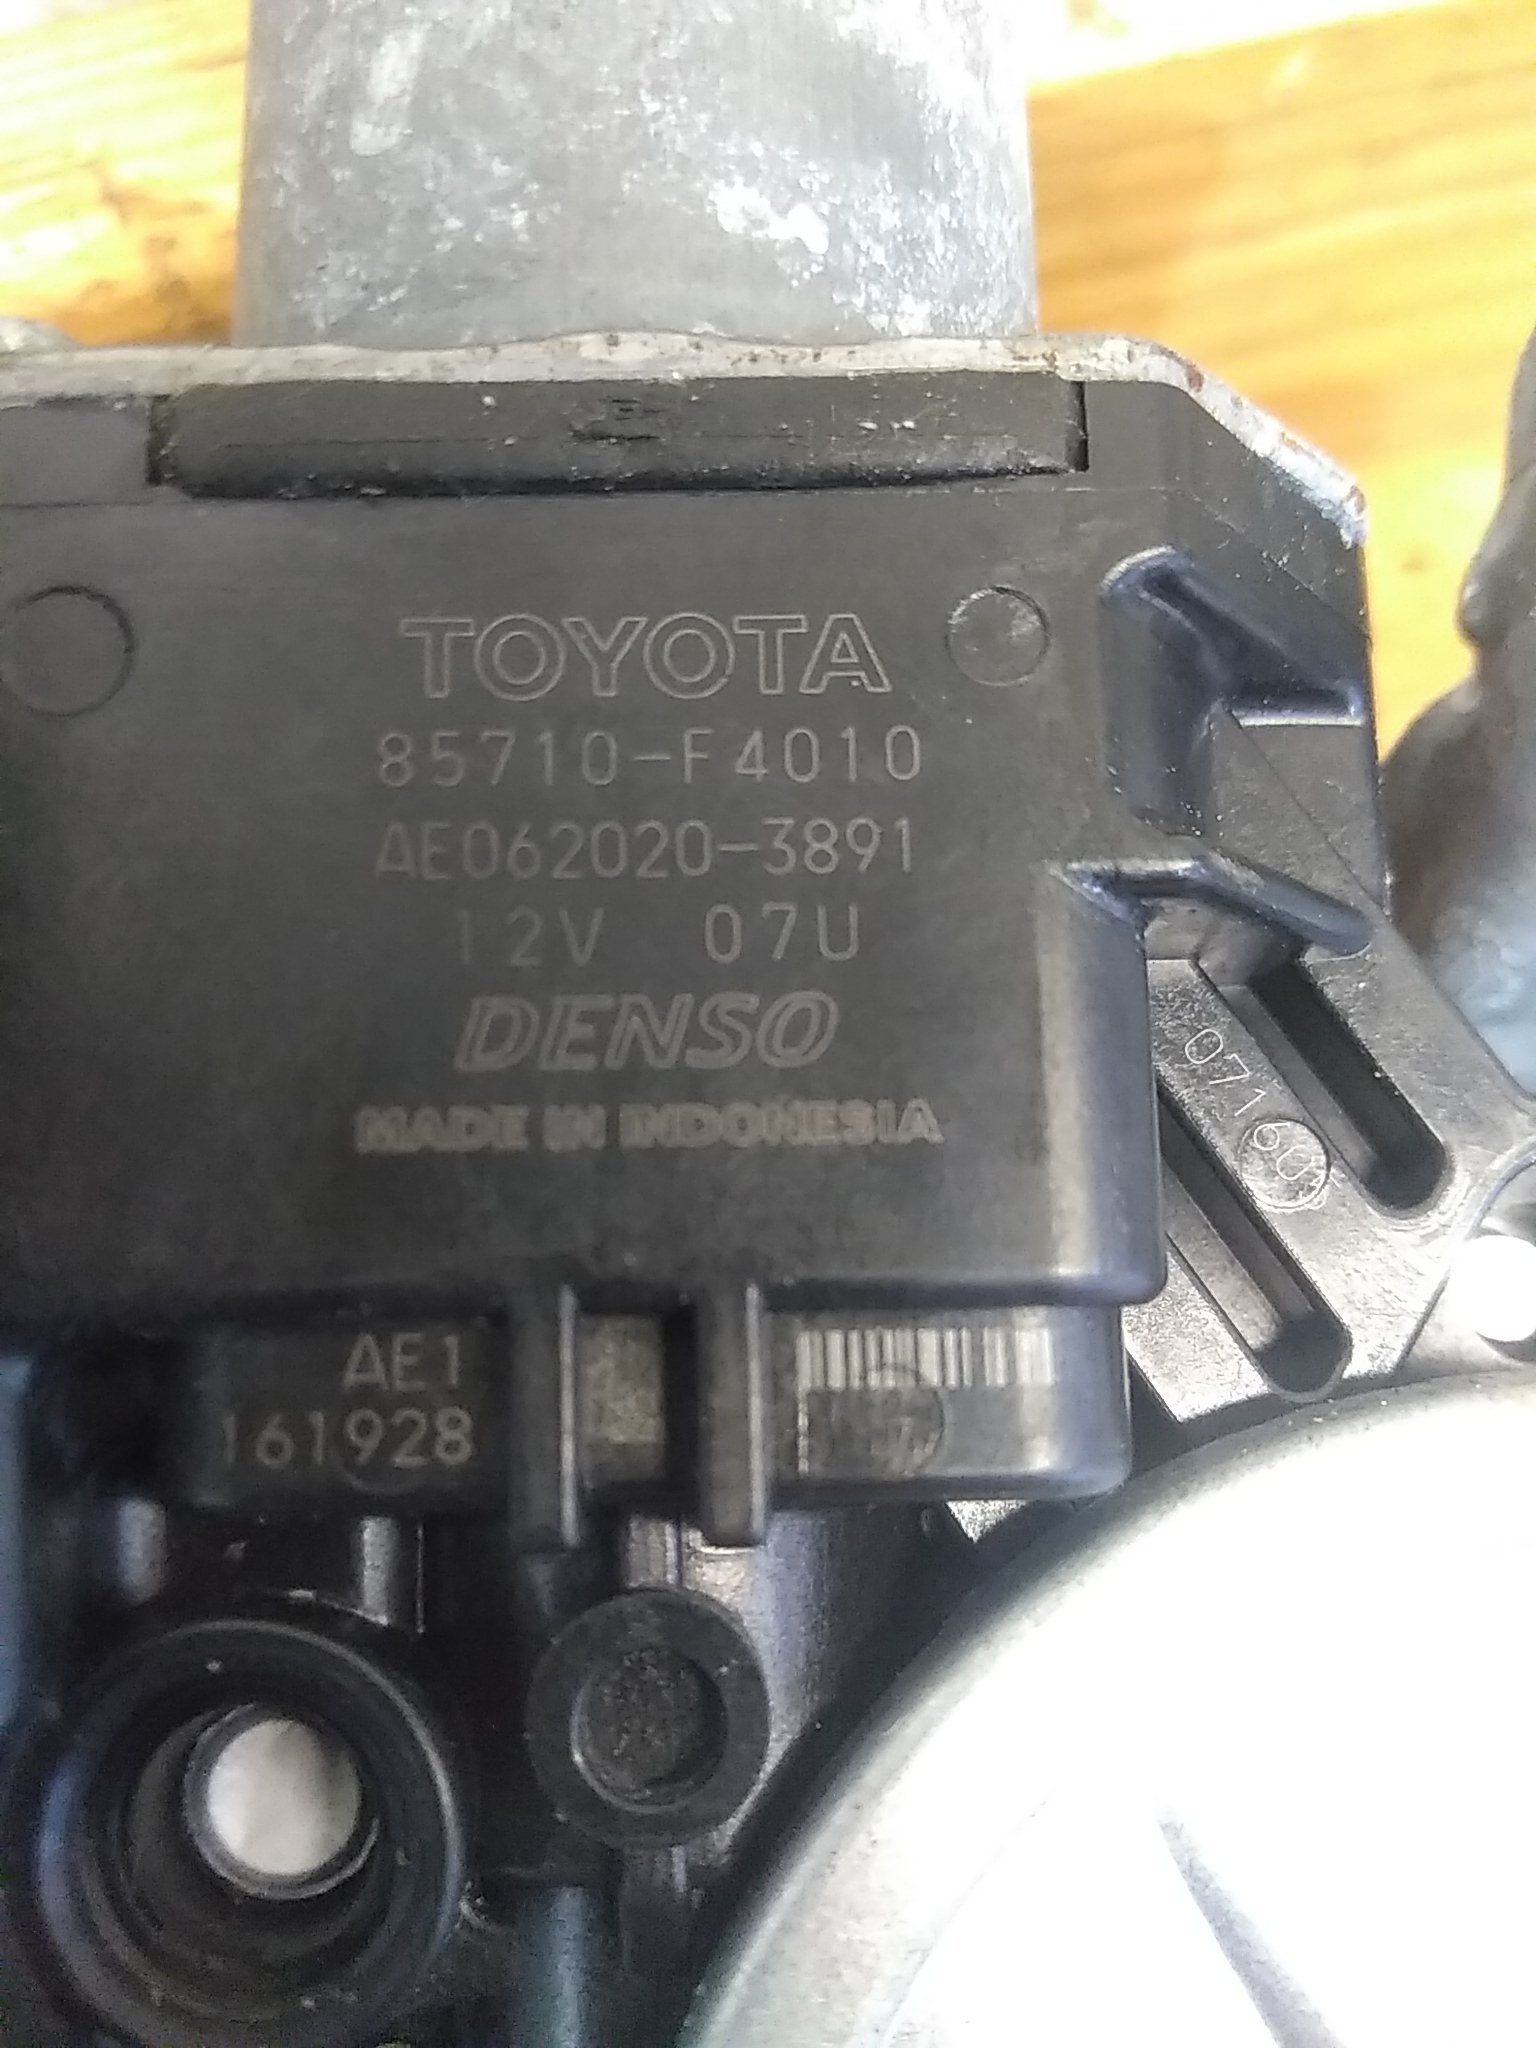 TOYOTA
85710-F4010
AE062020-3891
12V 07U
DENSO
MADE IN INDONESIA
AE1
161928